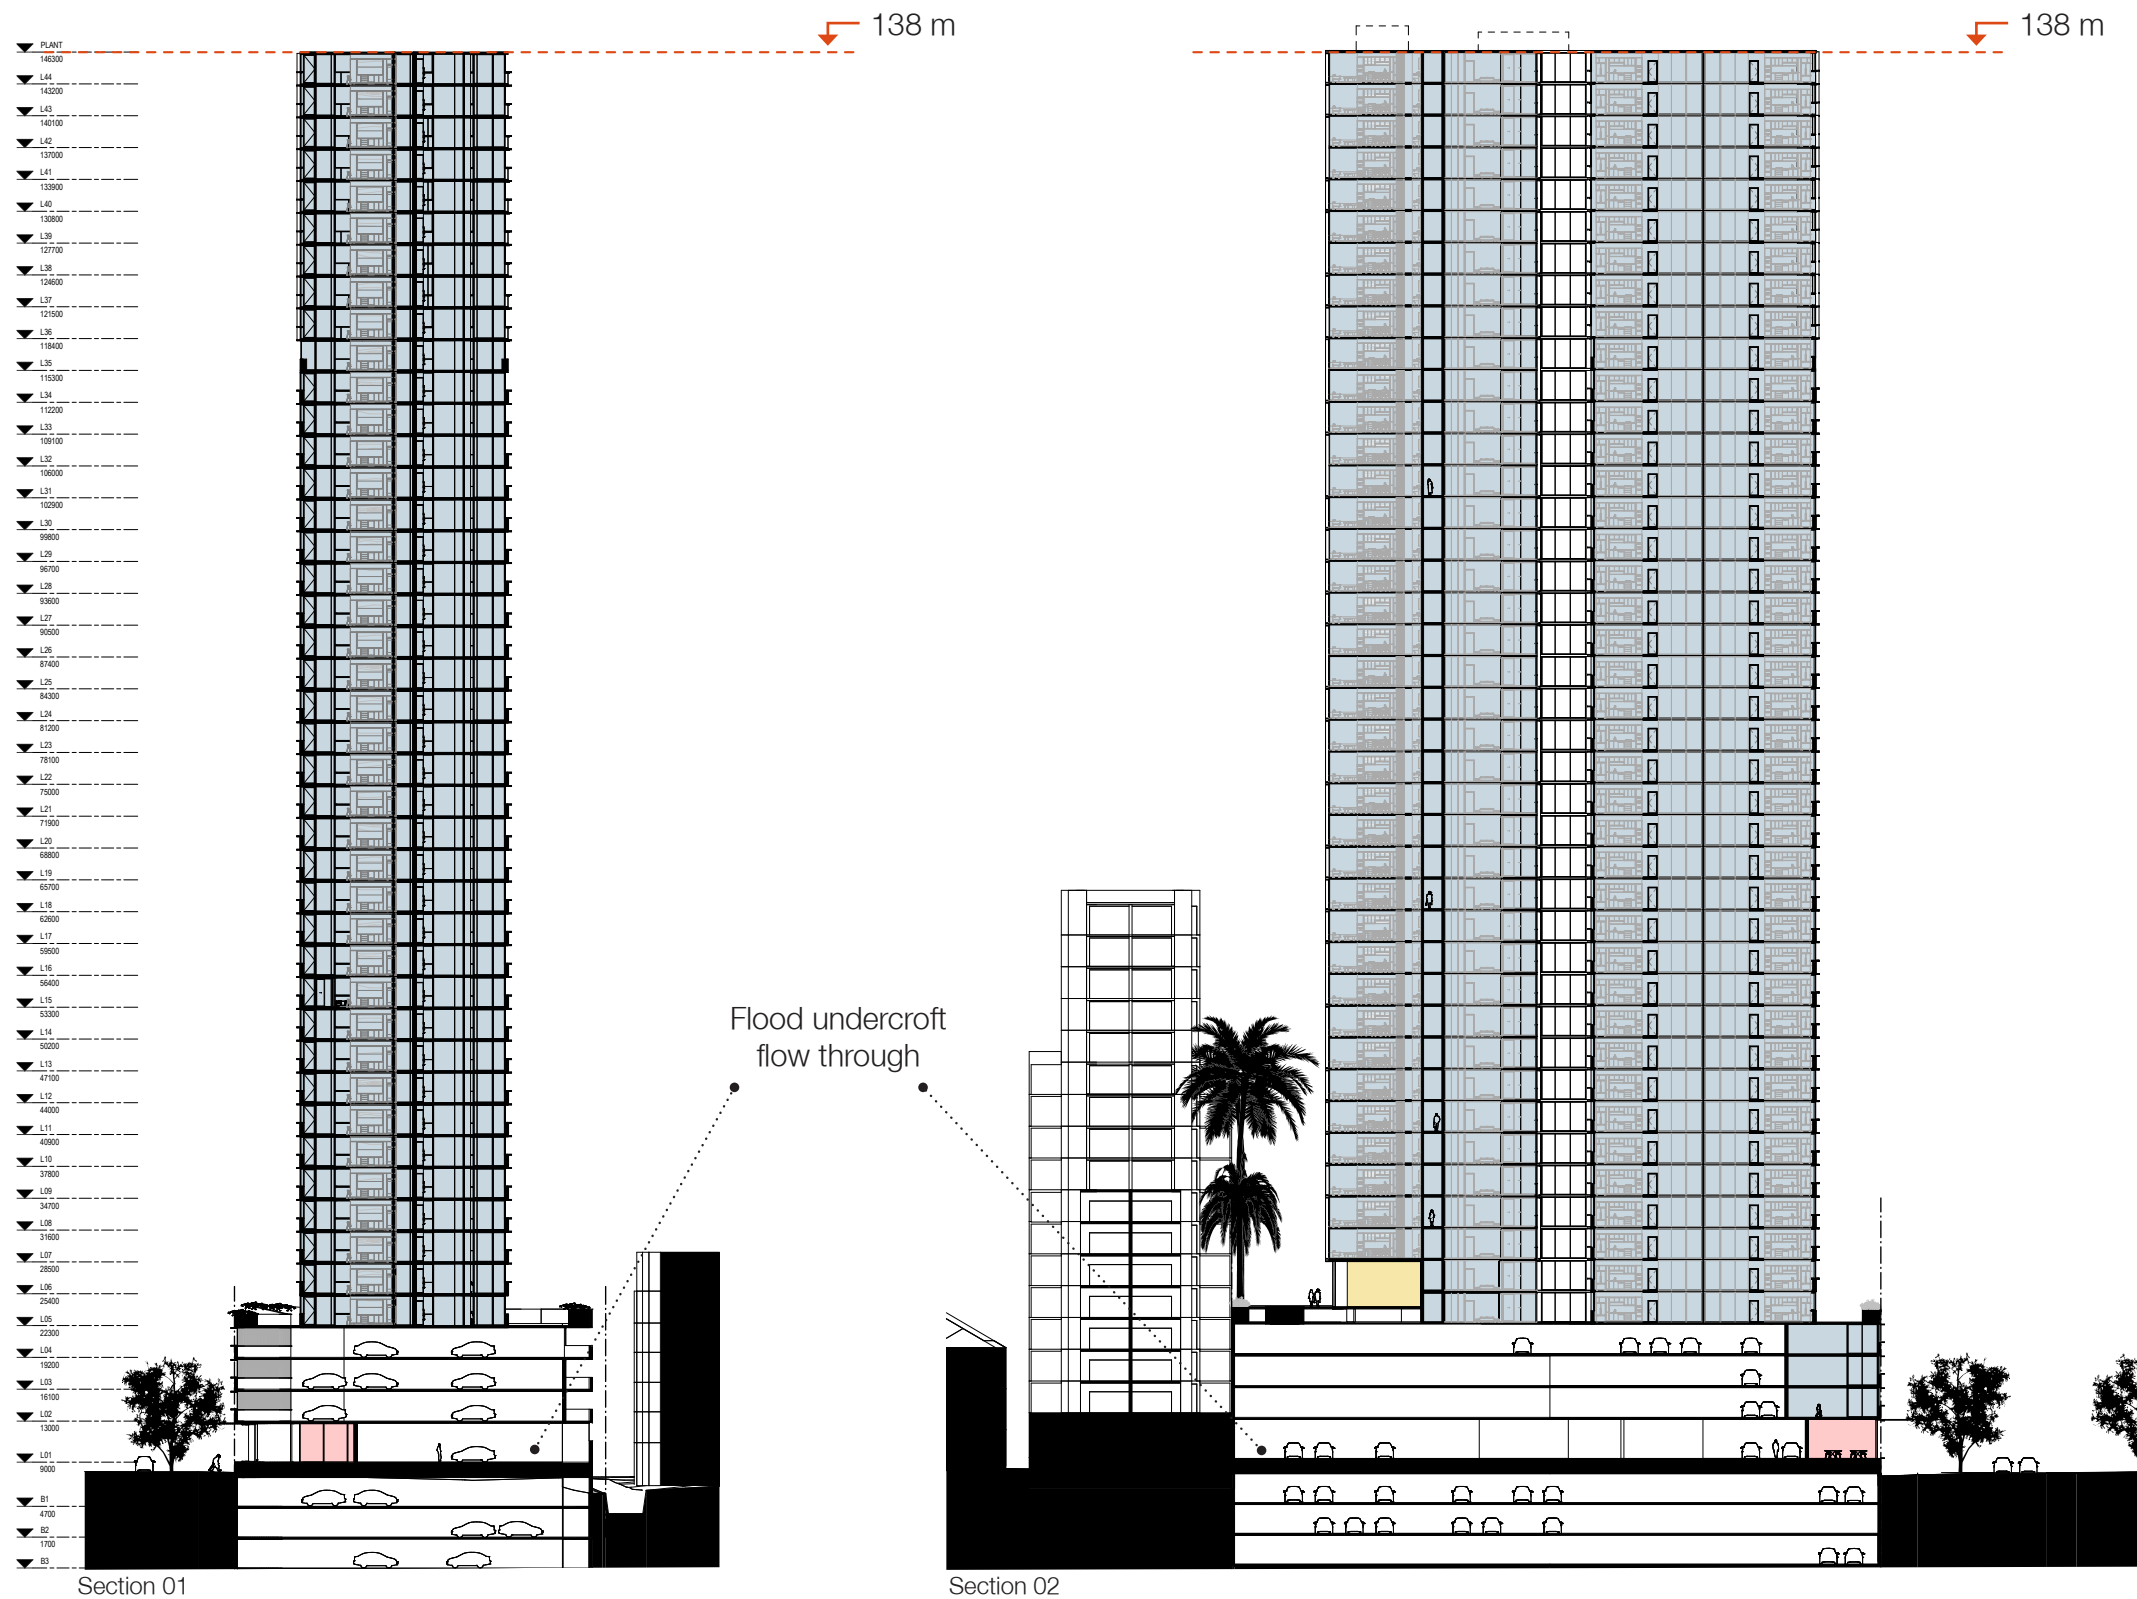 138 m
138 m
PLANT
146300
L44
143200
L43
140100
L42
137000
L41
133900
L40
130800
L39
127700
L38
124600
L37
121500
L36
118400
L35
115300
L34
112200
L33
109100
L32
106000
L31
102900
L30
99800
L29
96700
L28
93600
L27
90500
L26
87400
L25
84300
L24
81200
L23
78100
L22
75000
L21
71900
L20
68800
L19
65700
L18
62600
L17
59500
L16
56400
L15
53300
L14
50200
L13
47100
L12
44000
L11
40900
L10
37800
L09
34700
L08
31600
L07
28500
L06
25400
L05
22300
L04
19200
L03
16100
L02
13000
L01
9000
B1
4700
B2
1700
B3
Flood undercroft
flow through
Section 01
Section 02